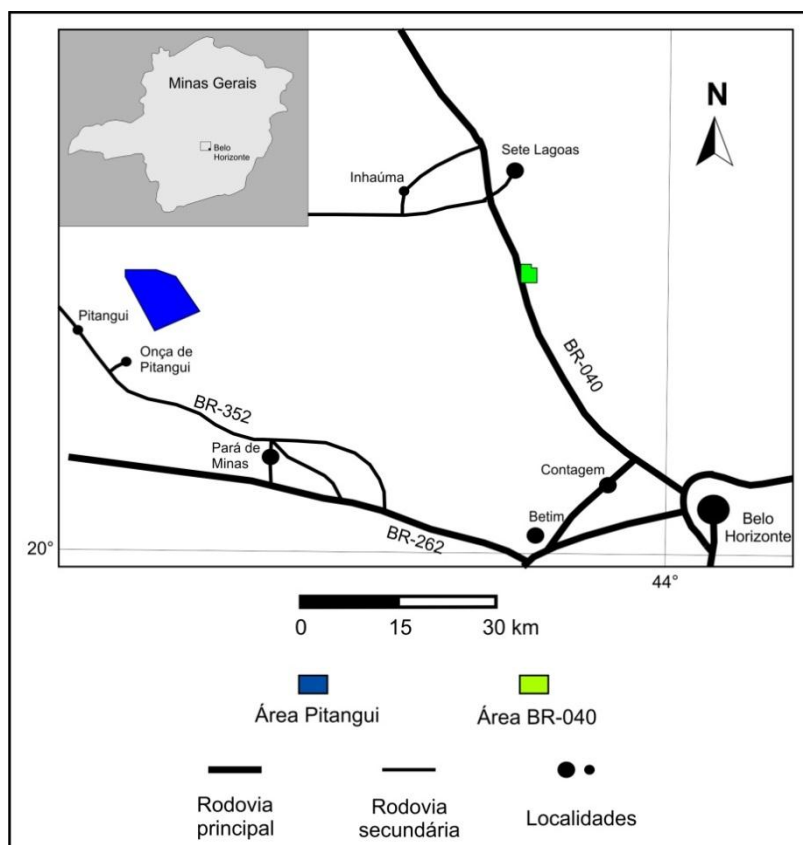 Minas Gerais
Belo
Horizonte
N
Sete Lagoas
Inhaúma
Pitangui
Onça de
Pitangui
BR-040
BR-352
Pará de
Minas
Contagem
Betim
Belo
Horizonte
BR-262
20°
44°
0 15 30 km
Área Pitangui
Área BR-040
Rodovia
principal
Rodovia
secundária
Localidades